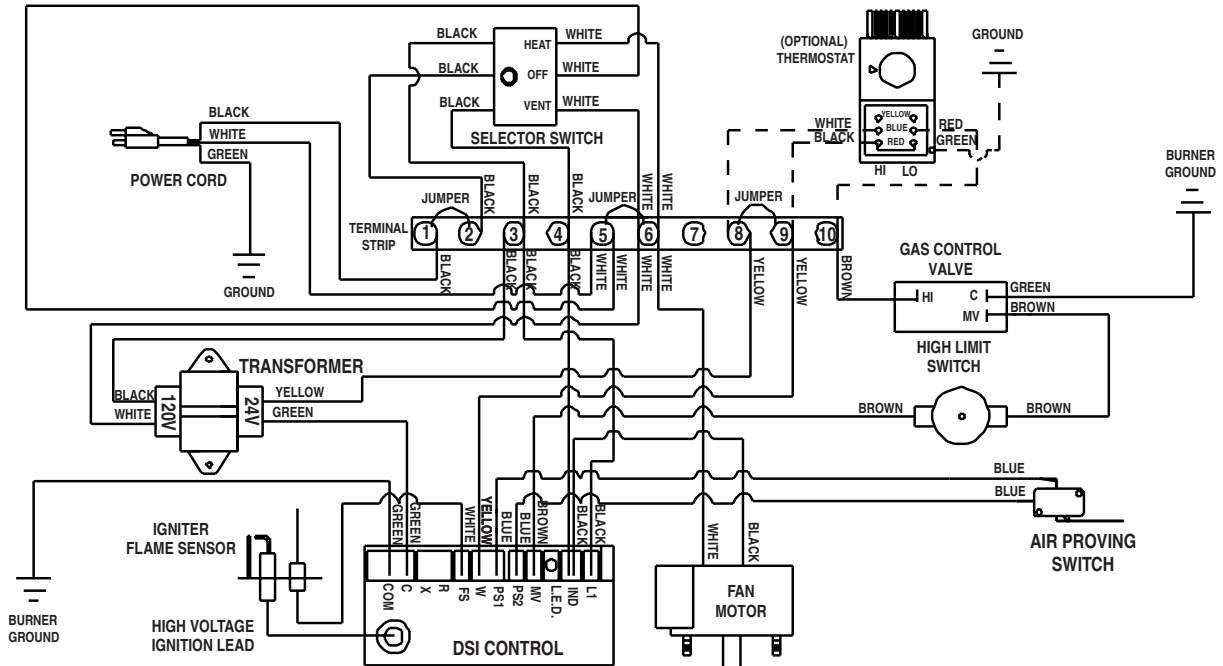 BLACK
HEAT
WHITE
BLACK
OFF
WHITE
BLACK
VENT
WHITE
SELECTOR SWITCH
(OPTIONAL)
THERMOSTAT
GROUND
YELLOW
BLUE
RED
HI LO
WHITE
BLACK
RED
GREEN
BLACK
WHITE
GREEN
POWER CORD
GROUND
BURNER
GROUND
TERMINAL
STRIP
JUMPER
JUMPER
JUMPER
BLACK
BLACK
BLACK
WHITE
WHITE
1 2 3 4 5 6 7 8 9 10
BLACK
BLACK
BLACK
WHITE
WHITE
WHITE
WHITE
YELLOW
YELLOW
BROWN
GAS CONTROL
VALVE
HI
C
MV
GREEN
BROWN
HIGH LIMIT
SWITCH
BROWN
BROWN
TRANSFORMER
BLACK
WHITE
120V
24V
YELLOW
GREEN
BLUE
BLUE
AIR PROVING
SWITCH
IGNITER
FLAME SENSOR
BURNER
GROUND
HIGH VOLTAGE
IGNITION LEAD
GREEN
GREEN
WHITE
YELLOW
BLUE
BLUE
BROWN
BLACK
BLACK
COM
C
X
R
FS
W
PS1
PS2
MV
L.E.D.
IND
L1
DSI CONTROL
WHITE
BLACK
FAN
MOTOR